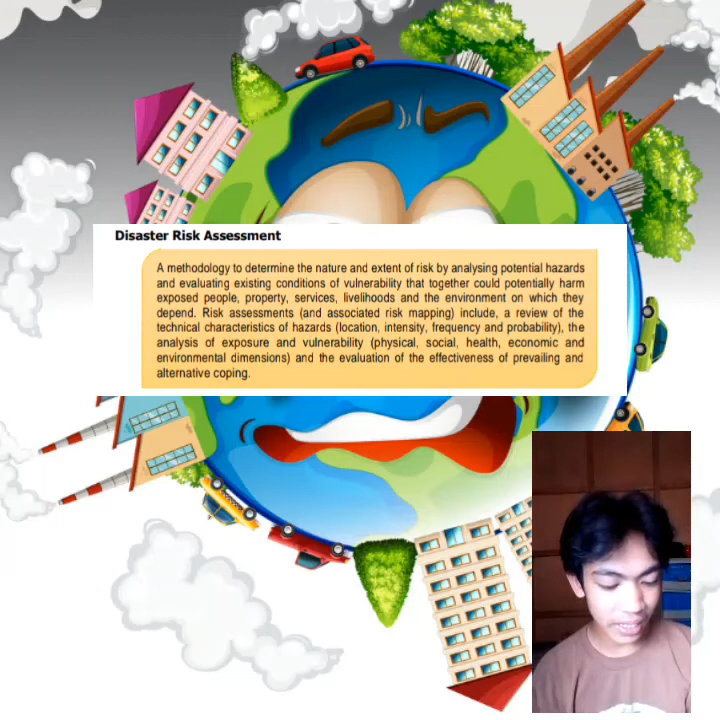 Disaster Risk Assessment
A methodology to determine the nature and extent of risk by analysing potential hazards
and evaluating existing conditions of vulnerability that together could potentially harm
exposed people, property, services, livelihoods and the environment on which they
depend. Risk assessments (and associated risk mapping) include, a review of the
technical characteristics of hazards (location, intensity, frequency and probability), the
analysis of exposure and vulnerability (physical, social, health, economic and
environmental dimensions) and the evaluation of the effectiveness of prevailing and
alternative coping.